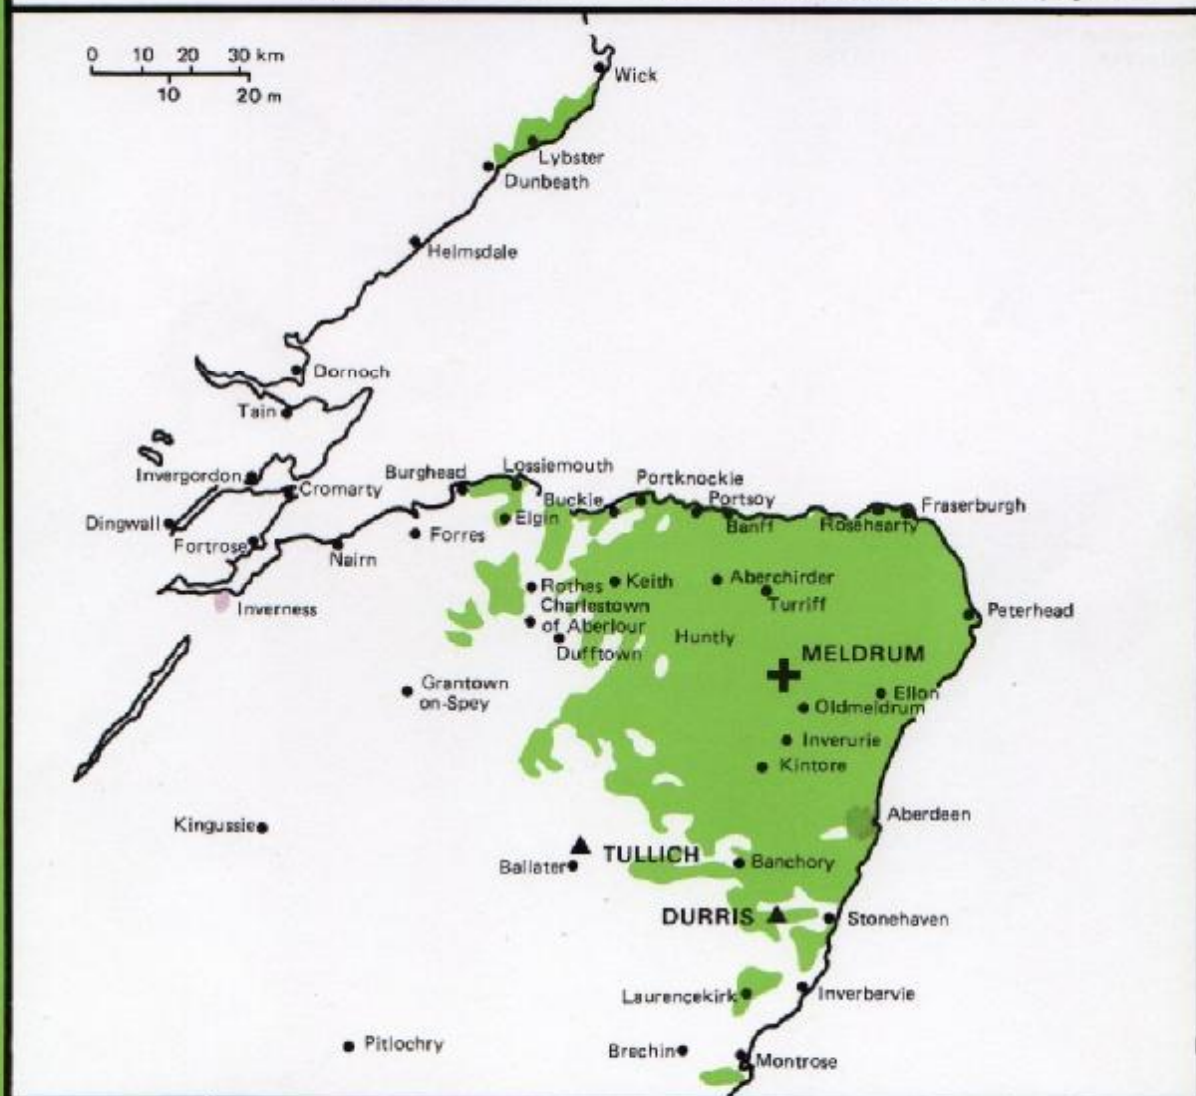 0 10 20 30 km
10 20 m
Wick
Lybster
Dunbeath
Helmsdale
Dornoch
Tain
Invergordon
Cromarty
Dingwall
Fortrose
Nairn
Inverness
Burghead
Lossiemouth
Elgin
Forres
Buckie
Portknockie
Portsoy
Banff
Rosehearty
Fraserburgh
Rothes
Keith
Aberchirder
Turriff
Charlestown
of Aberlour
Dufftown
Huntly
Peterhead
MELDRUM
Ellon
Oldmeldrum
Grantown
on-Spey
Inverurie
Kintore
Kingussie
Aberdeen
TULLICH
Ballater
Banchory
DURRIS
Stonehaven
Laurencekirk
Inverbervie
Pitlochry
Brechin
Montrose